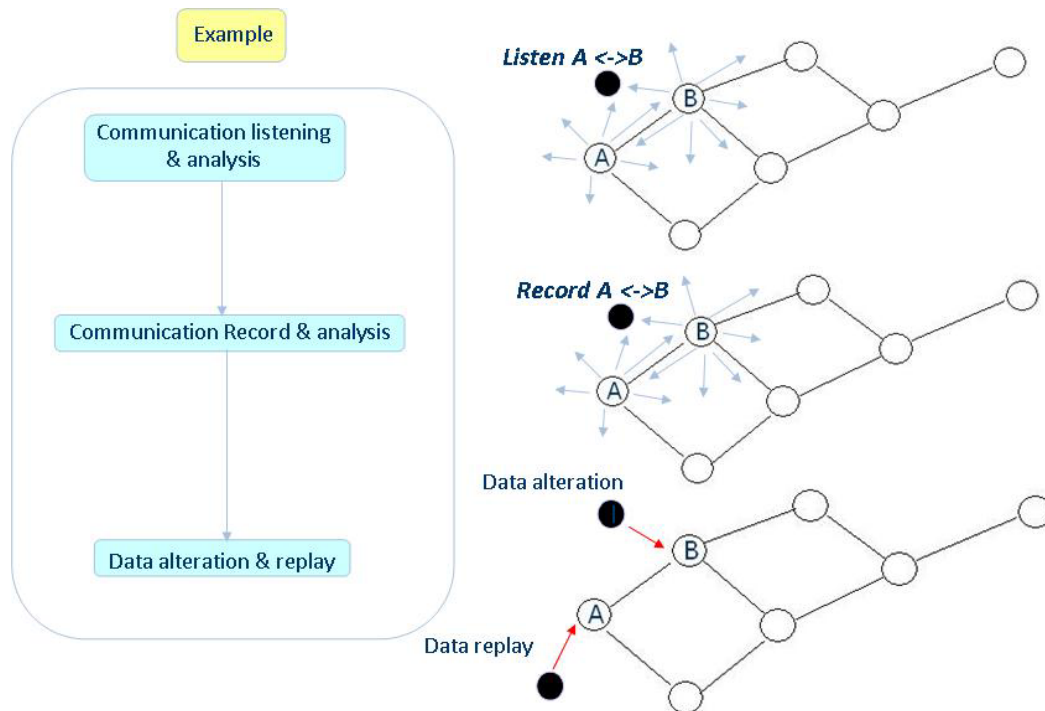 Example
Communication listening
& analysis
Communication Record & analysis
Data alteration & replay
Listen A <->B
B
A
Record A <->B
B
A
Data alteration
I
B
A
Data replay